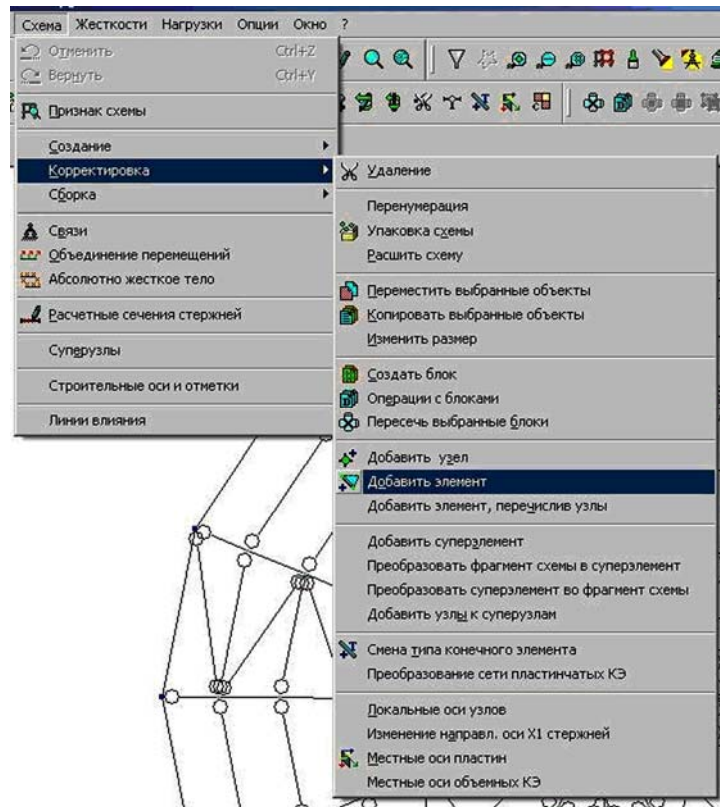 Схема Жесткости Нагрузки Опции Окно ?
Отменить Ctrl+Z
Вернуть Ctrl+Y
Признак схемы
Создание
Корректировка
Сборка
Связи
Объединение перемещений
Абсолютно жесткое тело
Расчетные сечения стержней
Суперузлы
Строительные оси и отметки
Линии влияния
Удаление
Перенумерация
Упаковка схемы
Расшить схему
Переместить выбранные объекты
Копировать выбранные объекты
Изменить размер
Создать блок
Операции с блоками
Пересечь выбранные блоки
Добавить узел
Добавить элемент
Добавить элемент, перечислив узлы
Добавить суперэлемент
Преобразовать фрагмент схемы в суперэлемент
Преобразовать суперэлемент во фрагмент схемы
Добавить узлы к суперузлам
Смена типа конечного элемента
Преобразование сети пластинчатых КЭ
Локальные оси узлов
Изменение направл. оси X1 стержней
Местные оси пластин
Местные оси объемных КЭ